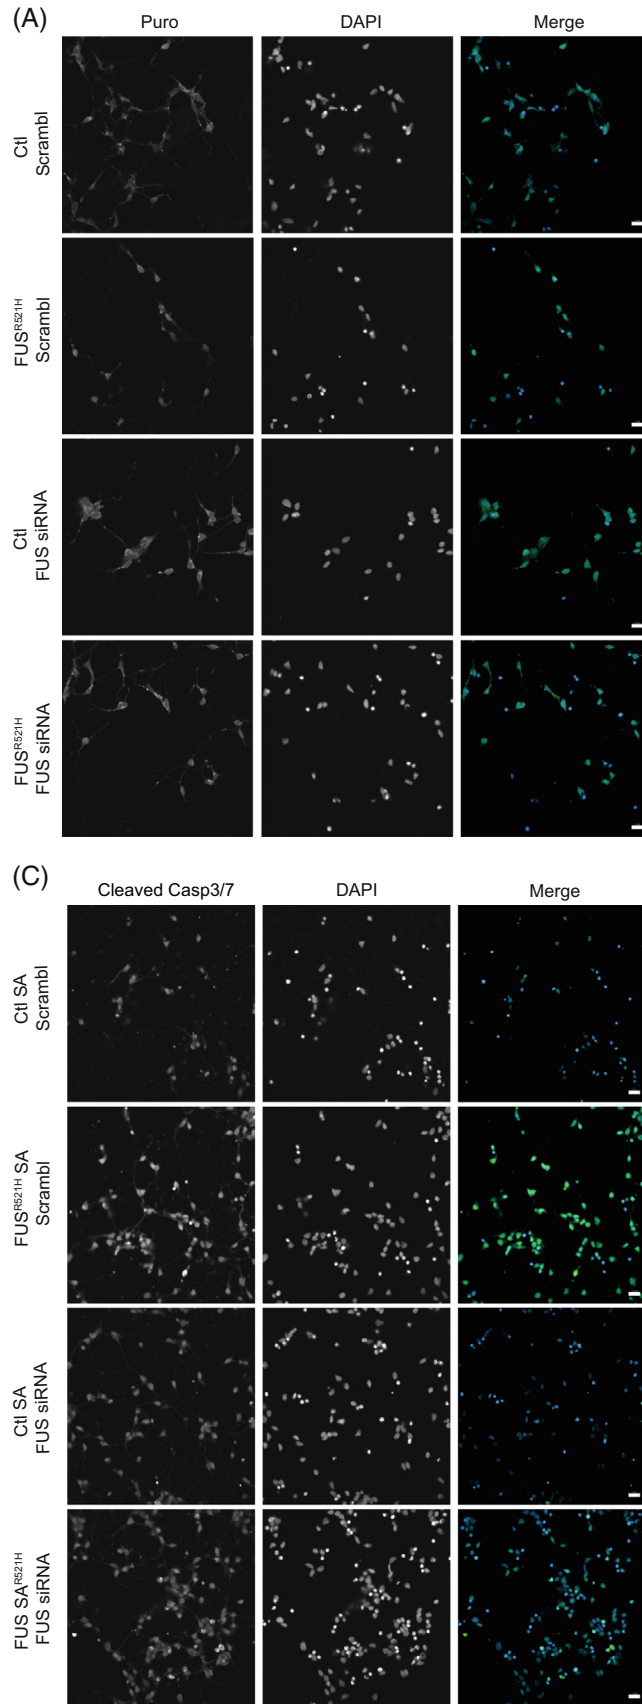 (A)
Puro DAPI Merge
Ctl
Scrambl
FUSᴿ⁵²¹ᴴ
Scrambl
Ctl
FUS siRNA
FUSᴿ⁵²¹ᴴ
FUS siRNA
(C)
Cleaved Casp3/7 DAPI Merge
Ctl SA
Scrambl
FUSᴿ⁵²¹ᴴ SA
Scrambl
Ctl SA
FUS siRNA
FUS SAᴿ⁵²¹ᴴ
FUS siRNA